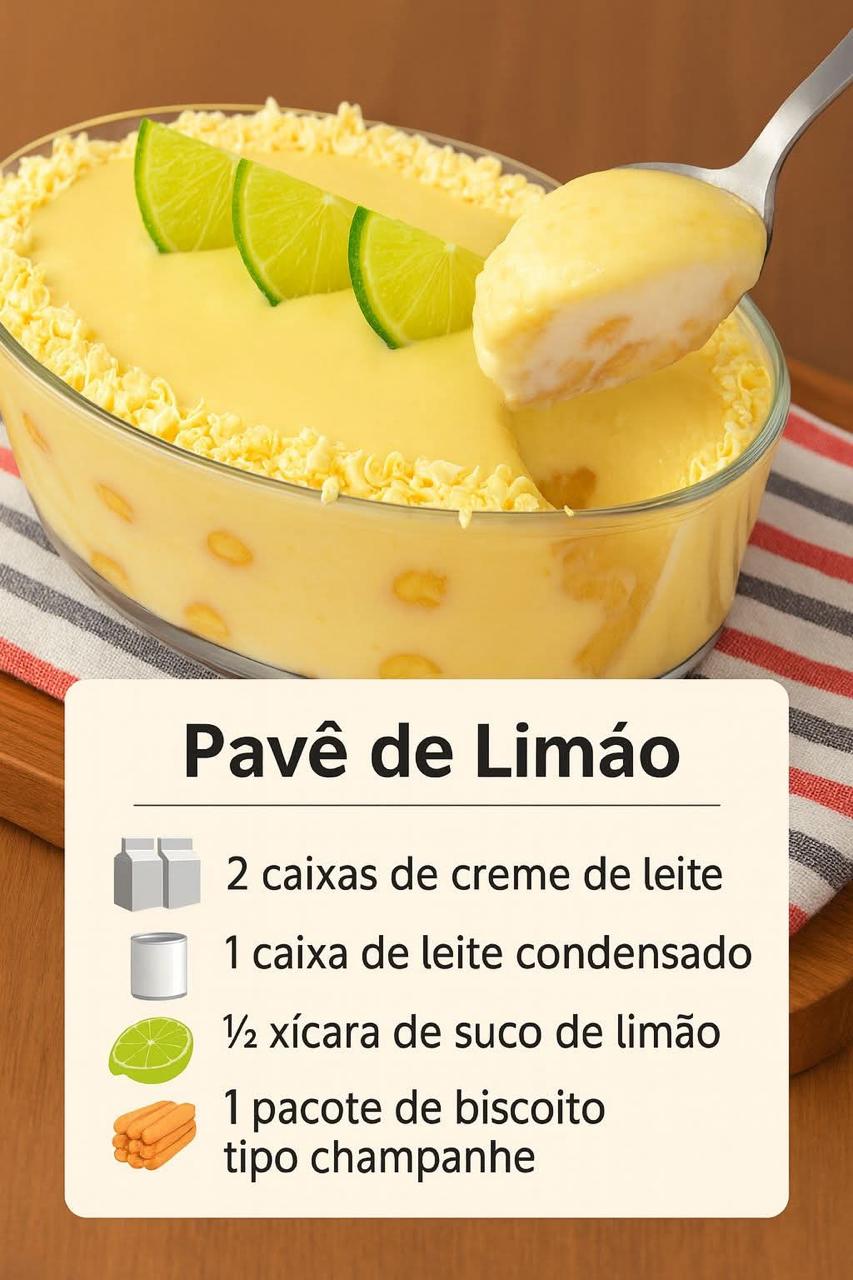 Pavê de Limáo
2 caixas de creme de leite
1 caixa de leite condensado
½ xícara de suco de limão
1 pacote de biscoito
tipo champanhe